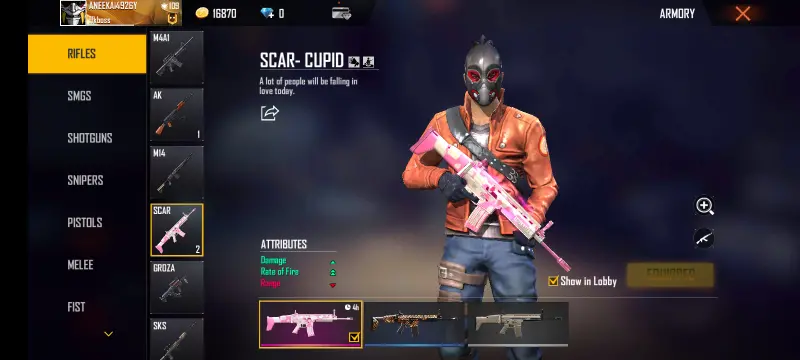 ANEEKA4926Y
109
16870
0
ARMORY
RIFLES
SMGS
SHOTGUNS
SNIPERS
PISTOLS
MELEE
FIST
M4A1
AK
1
M14
SCAR
2
GROZA
SKS
SCAR- CUPID
A lot of people will be falling in
love today.
ATTRIBUTES
Damage
Rate of Fire
Range
Show in Lobby
EQUIPPED
4h